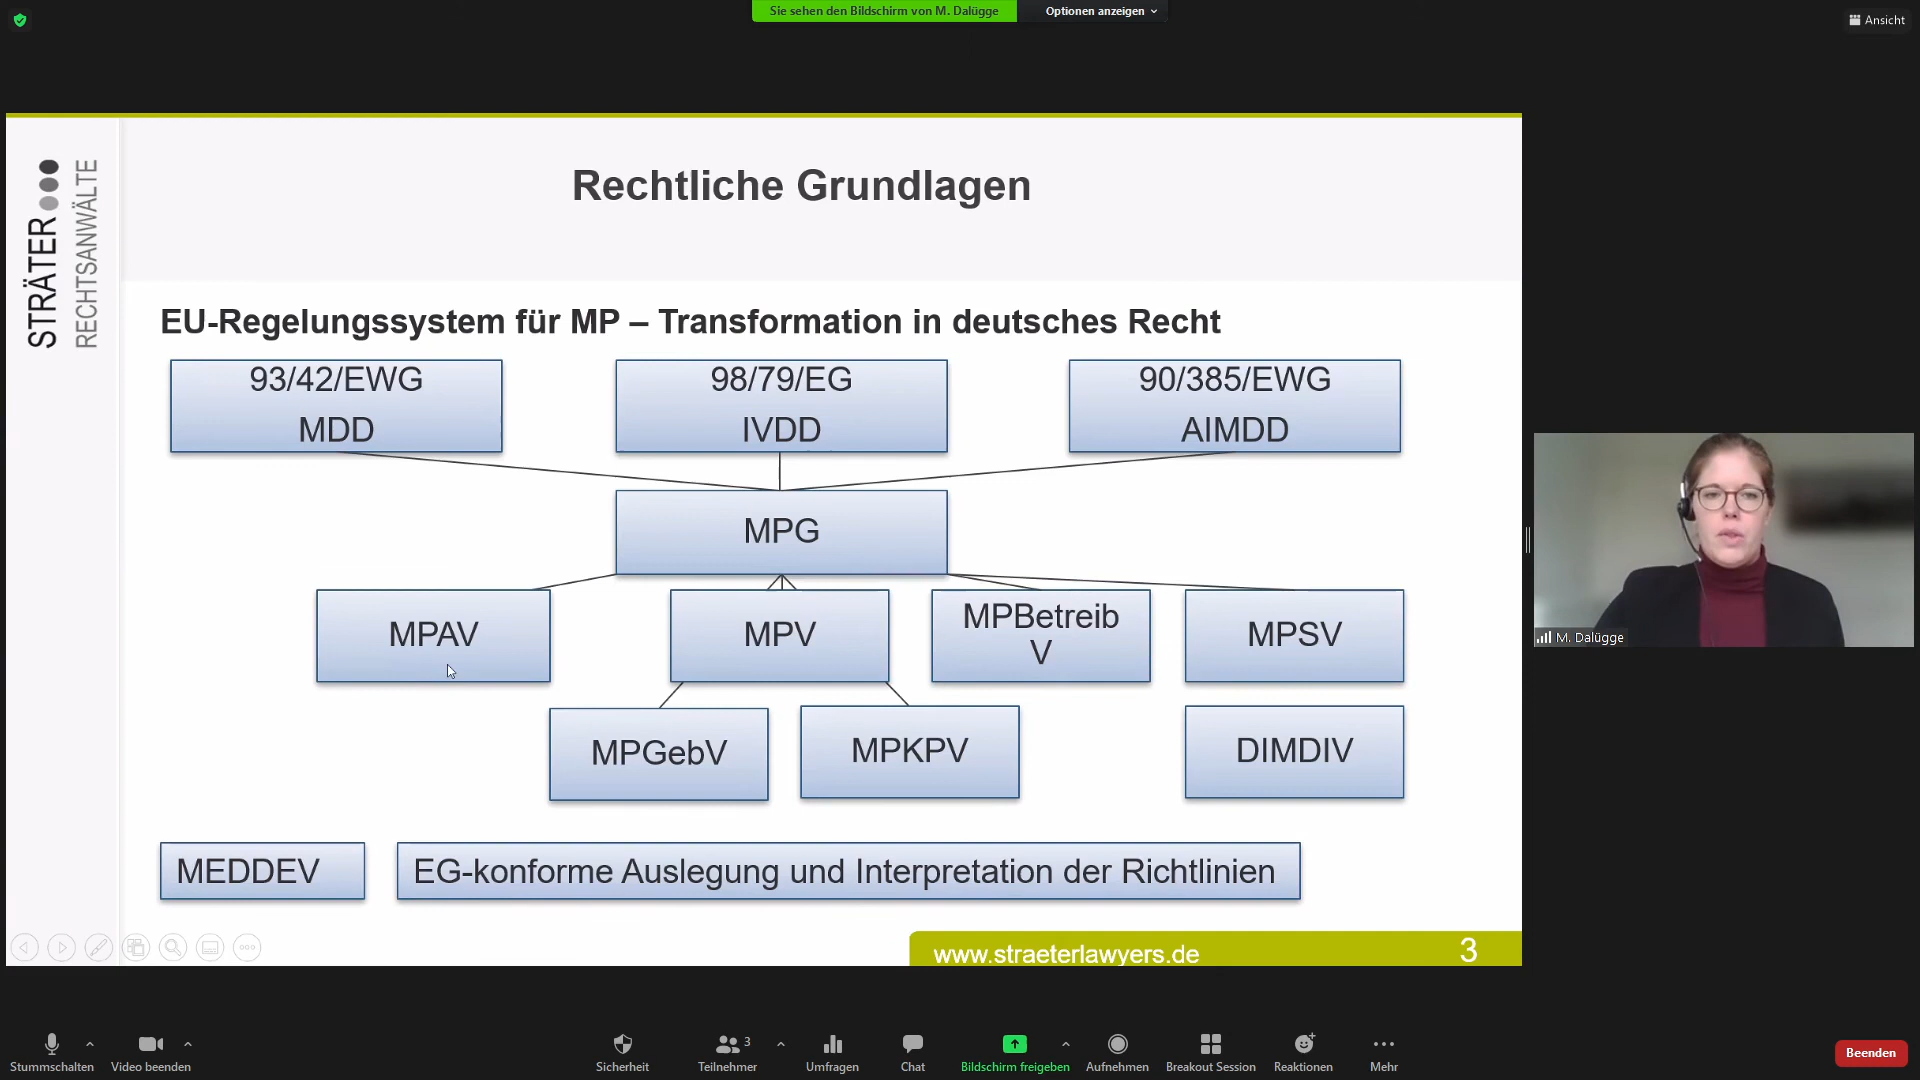 Sie sehen den Bildschirm von M. Dalügge
Optionen anzeigen
Ansicht
STRÄTER
RECHTSANWÄLTE
Rechtliche Grundlagen
EU-Regelungssystem für MP – Transformation in deutsches Recht
93/42/EWG
MDD
98/79/EG
IVDD
90/385/EWG
AIMDD
MPG
MPAV
MPV
MPBetreib
V
MPSV
MPGebV
MPKPV
DIMDIV
MEDDEV
EG-konforme Auslegung und Interpretation der Richtlinien
www.straeterlawyers.de
3
M. Dalügge
Stummschalten
Video beenden
Sicherheit
3
Teilnehmer
Umfragen
Chat
Bildschirm freigeben
Aufnehmen
Breakout Session
Reaktionen
Mehr
Beenden